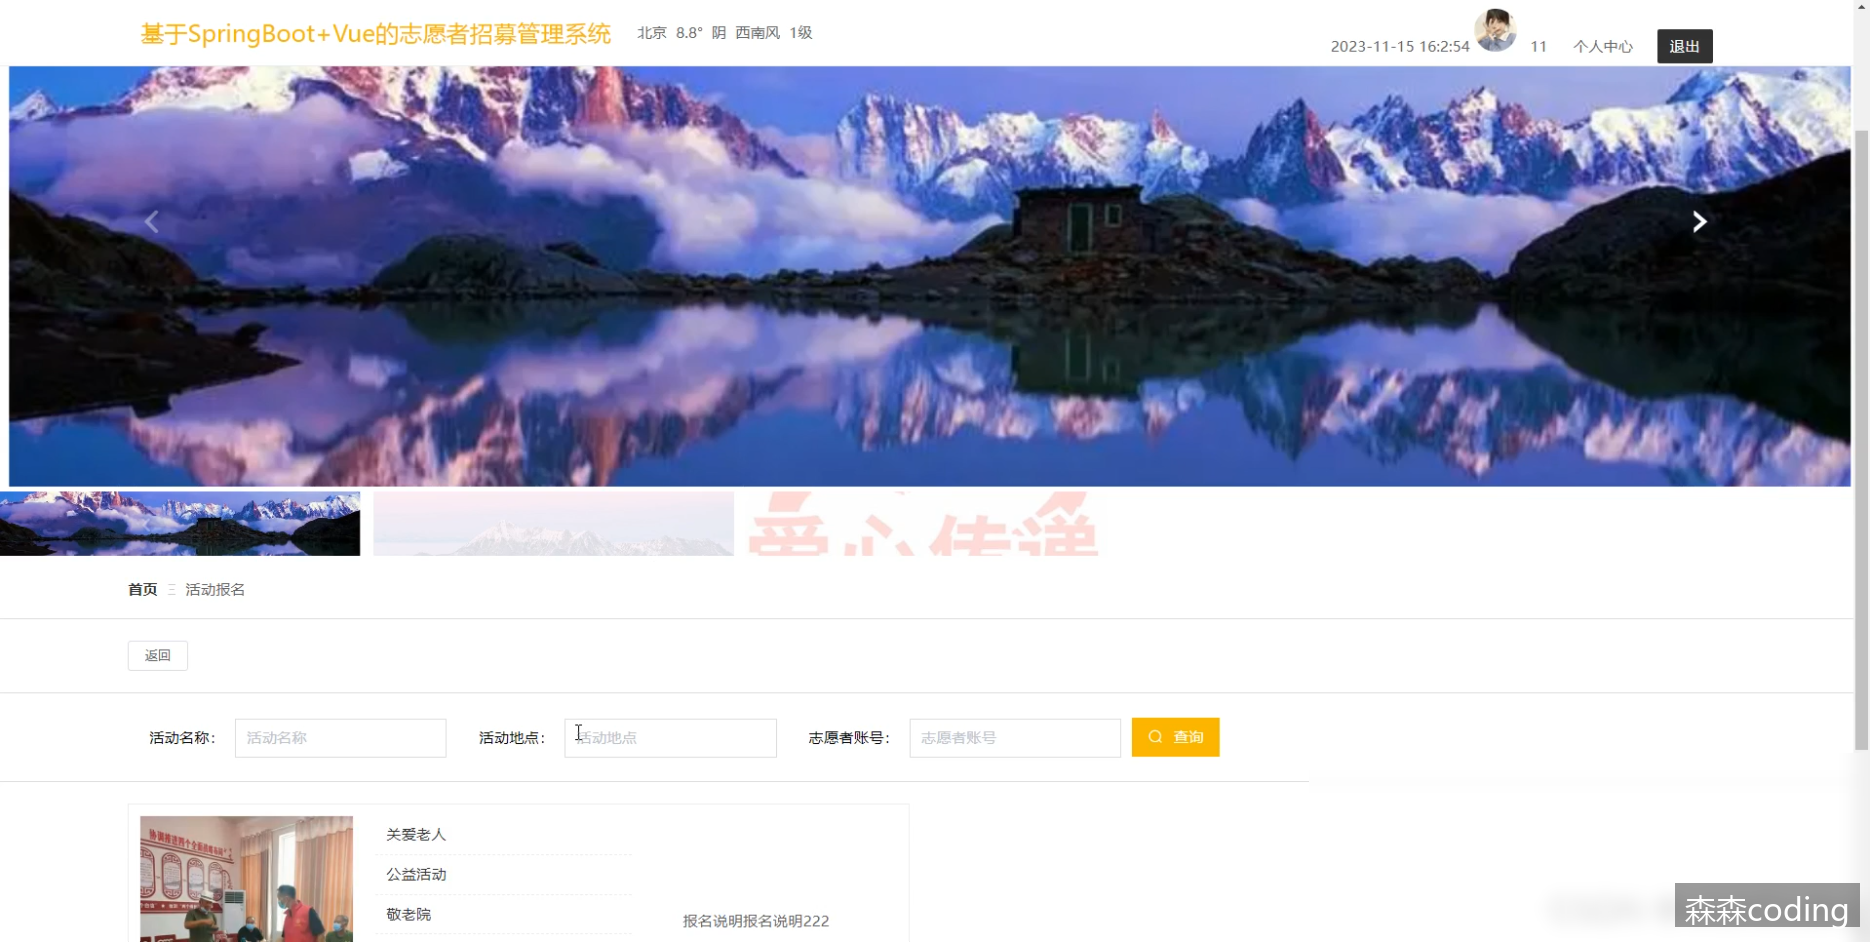 基于SpringBoot+Vue的志愿者招募管理系统
北京 8.8° 阴 西南风 1级
2023-11-15 16:2:54
11
个人中心
退出
爱心传递
首页
活动报名
返回
活动名称：
活动名称
活动地点：
活动地点
志愿者账号：
志愿者账号
查询
关爱老人
公益活动
敬老院
报名说明报名说明222
森森coding